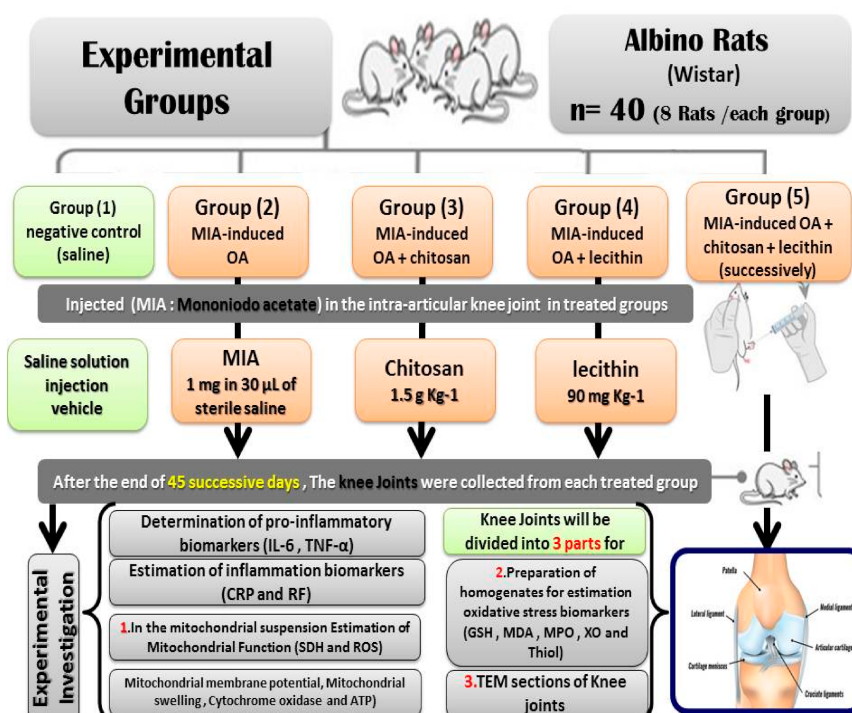 Experimental
Groups
Albino Rats
(Wistar)
n= 40 (8 Rats /each group)
Group (1)
negative control
(saline)
Group (2)
MIA-induced
OA
Group (3)
MIA-induced
OA + chitosan
Group (4)
MIA-induced
OA + lecithin
Group (5)
MIA-induced OA +
chitosan + lecithin
(successively)
Injected (MIA : Mononiodo acetate) in the intra-articular knee joint in treated groups
Saline solution
injection
vehicle
MIA
1 mg in 30 µL of
sterile saline
Chitosan
1.5 g Kg-1
lecithin
90 mg Kg-1
After the end of 45 successive days , The knee Joints were collected from each treated group
Experimental
Investigation
Determination of pro-inflammatory
biomarkers (IL-6 , TNF-α)
Estimation of inflammation biomarkers
(CRP and RF)
1.In the mitochondrial suspension Estimation of
Mitochondrial Function (SDH and ROS)
Mitochondrial membrane potential, Mitochondrial
swelling , Cytochrome oxidase and ATP)
Knee Joints will be
divided into 3 parts for
2.Preparation of
homogenates for estimation
oxidative stress biomarkers
(GSH , MDA , MPO , XO and
Thiol)
3.TEM sections of Knee
joints
Patella
Lateral ligament
Medial ligament
Articular cartilage
Cartilage meniscus
Cruciate ligaments